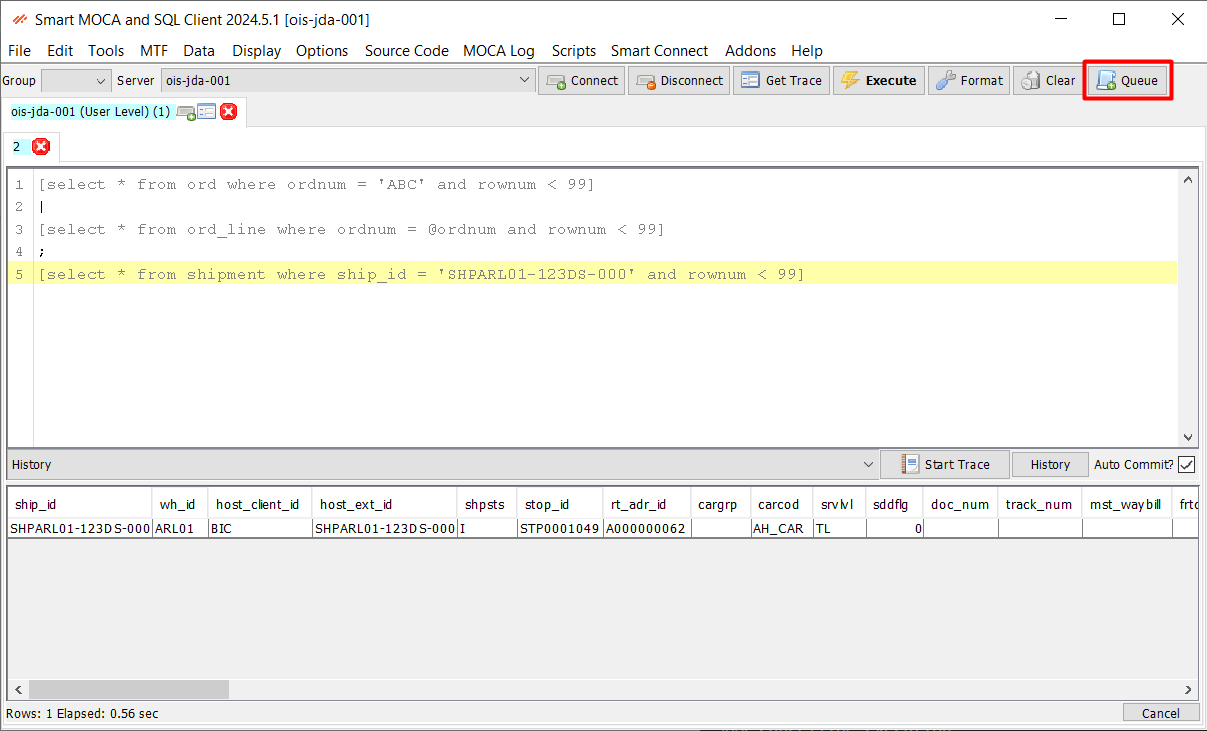 Smart MOCA and SQL Client 2024.5.1 [ois-jda-001]
File Edit Tools MTF Data Display Options Source Code MOCA Log Scripts Smart Connect Addons Help
Group Server ois-jda-001 Connect Disconnect Get Trace Execute Format Clear Queue
ois-jda-001 (User Level) (1)
2
1 [select * from ord where ordnum = 'ABC' and rownum < 99]
2 |
3 [select * from ord_line where ordnum = @ordnum and rownum < 99]
4 ;
5 [select * from shipment where ship_id = 'SHPARL01-123DS-000' and rownum < 99]
History Start Trace History Auto Commit?
ship_id wh_id host_client_id host_ext_id shpsts stop_id rt_adr_id cargrp carcod srvlvl sddflg doc_num track_num mst_waybill frtc
SHPARL01-123DS-000 ARL01 BIC SHPARL01-123DS-000 I STP0001049 A000000062 AH_CAR TL 0
Rows: 1 Elapsed: 0.56 sec Cancel